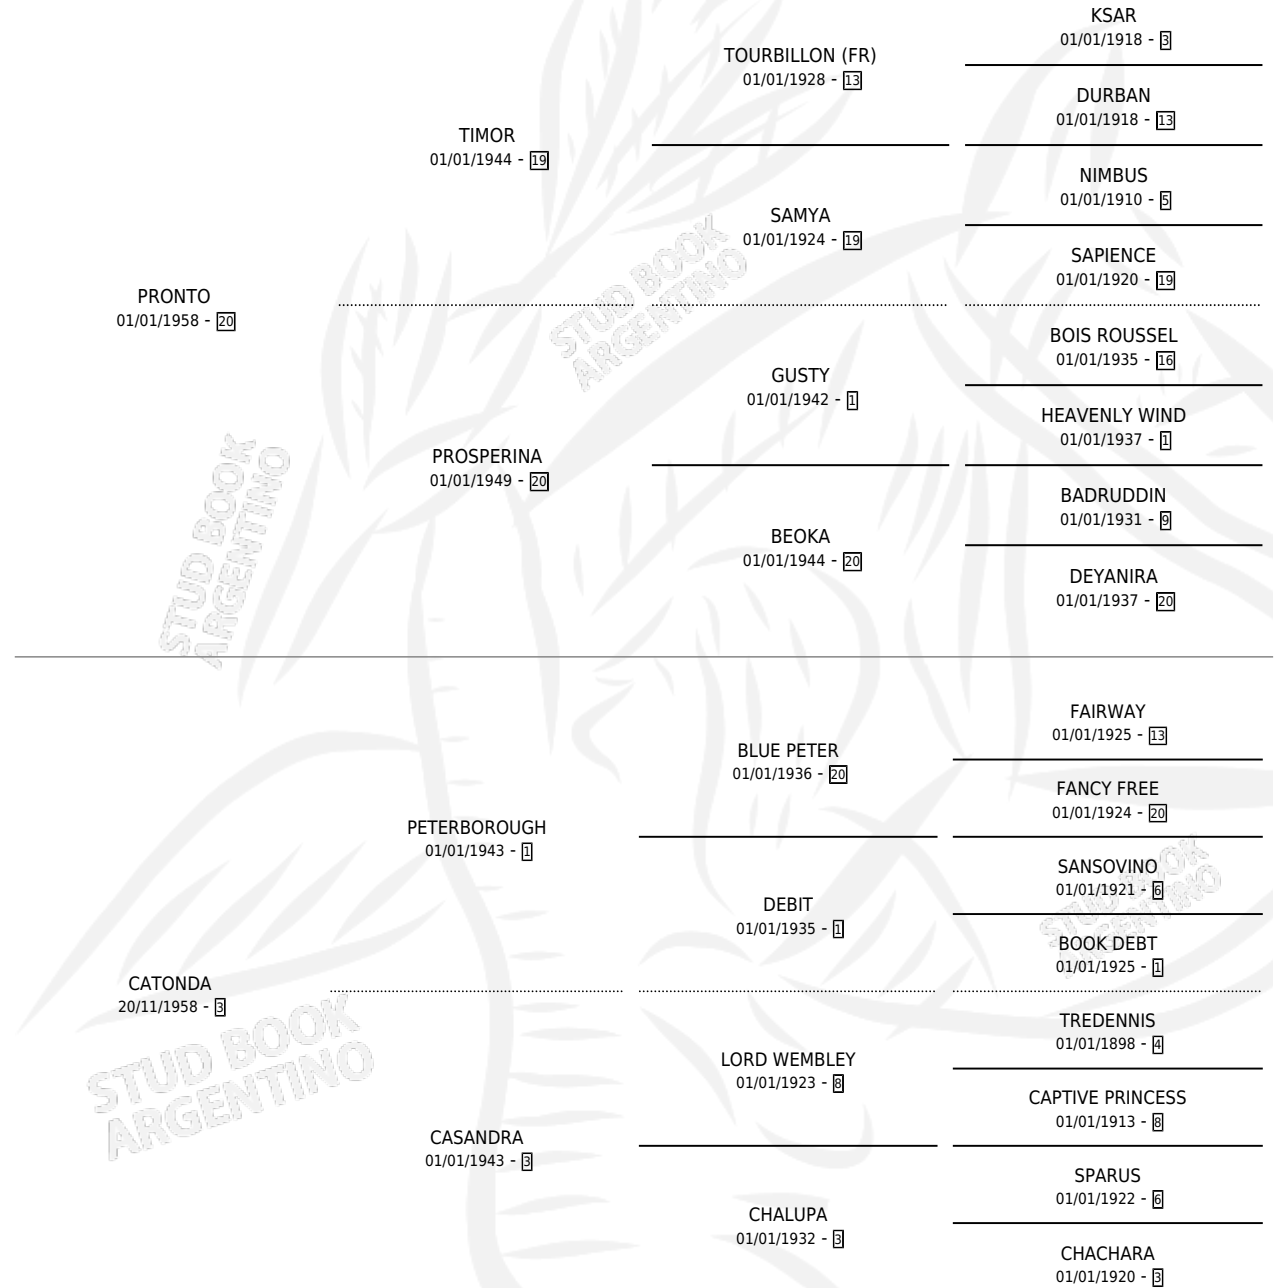 KSAR
01/01/1918 - 3
TOURBILLON (FR)
01/01/1928 - 13
DURBAN
01/01/1918 - 13
TIMOR
01/01/1944 - 19
NIMBUS
01/01/1910 - 5
SAMYA
01/01/1924 - 19
SAPIENCE
01/01/1920 - 19
PRONTO
01/01/1958 - 20
BOIS ROUSSEL
01/01/1935 - 16
GUSTY
01/01/1942 - 1
HEAVENLY WIND
01/01/1937 - 1
PROSPERINA
01/01/1949 - 20
BADRUDDIN
01/01/1931 - 9
BEOKA
01/01/1944 - 20
DEYANIRA
01/01/1937 - 20
FAIRWAY
01/01/1925 - 13
BLUE PETER
01/01/1936 - 20
FANCY FREE
01/01/1924 - 20
PETERBOROUGH
01/01/1943 - 1
SANSOVINO
01/01/1921 - 6
DEBIT
01/01/1935 - 1
BOOK DEBT
01/01/1925 - 1
CATONDA
20/11/1958 - 3
TREDENNIS
01/01/1898 - 4
LORD WEMBLEY
01/01/1923 - 8
CAPTIVE PRINCESS
01/01/1913 - 8
CASANDRA
01/01/1943 - 3
SPARUS
01/01/1922 - 6
CHALUPA
01/01/1932 - 3
CHACHARA
01/01/1920 - 3
STUD BOOK
ARGENTINO
STUD BOOK
ARGENTINO
STUD BOOK
ARGENTINO
STUD BOOK
ARGENTINO